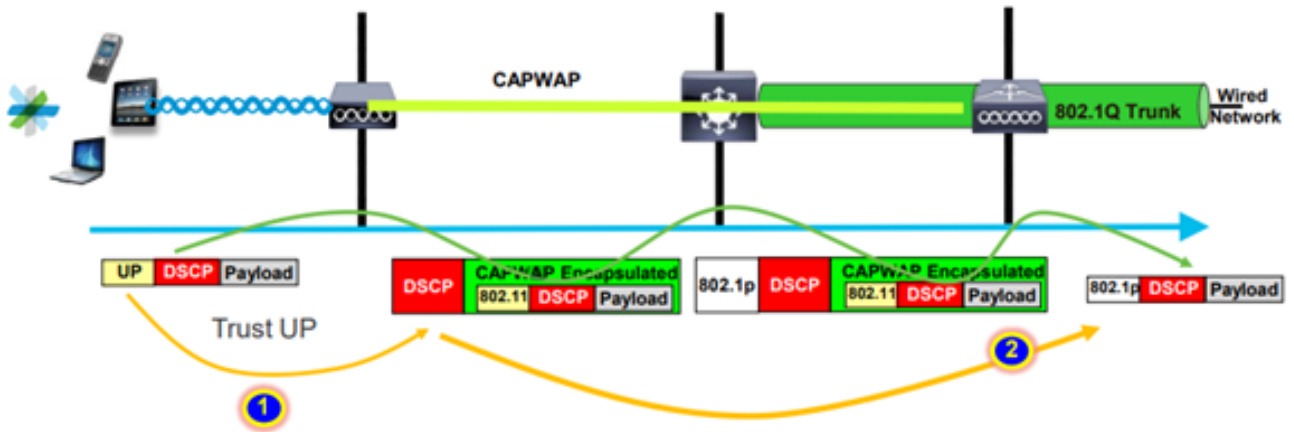 CAPWAP
802.1Q Trunk
Wired
Network
UP DSCP Payload
DSCP
CAPWAP Encapsulated
802.11 DSCP Payload
802.1p DSCP
CAPWAP Encapsulated
802.11 DSCP Payload
802.1p DSCP Payload
Trust UP
1
2